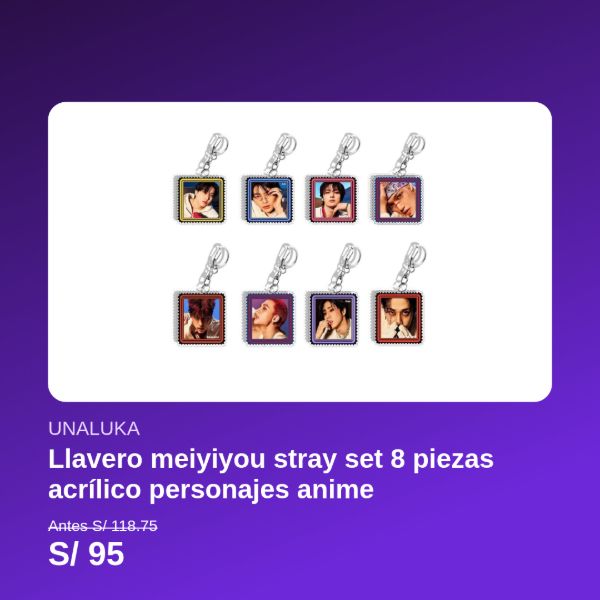 UNALUKA
Llavero meiyiyou stray set 8 piezas
acrílico personajes anime
Antes S/ 118.75
S/ 95